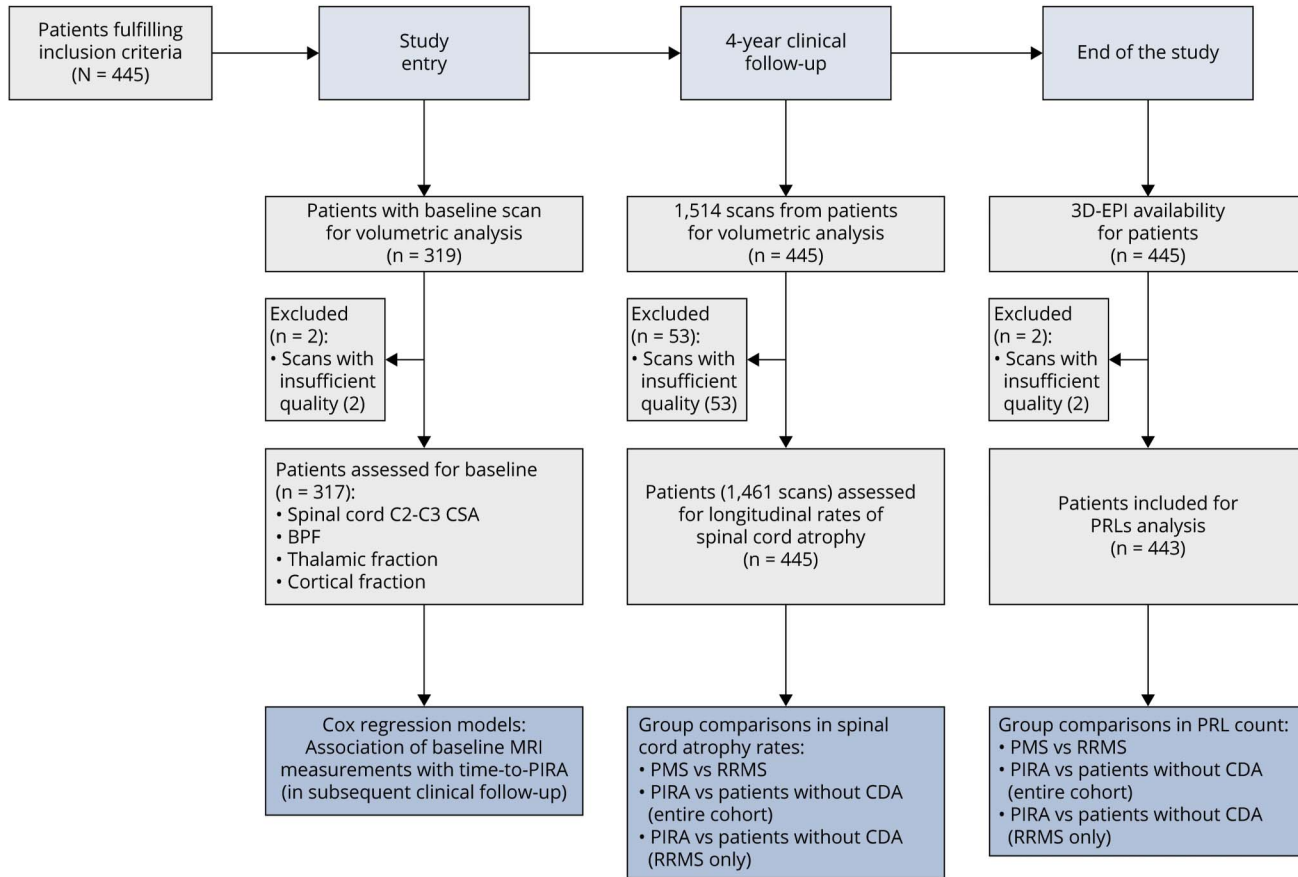 Patients fulfilling
inclusion criteria
(N = 445)
Study
entry
4-year clinical
follow-up
End of the study
Patients with baseline scan
for volumetric analysis
(n = 319)
1,514 scans from patients
for volumetric analysis
(n = 445)
3D-EPI availability
for patients
(n = 445)
Excluded
(n = 2):
• Scans with
insufficient
quality (2)
Excluded
(n = 53):
• Scans with
insufficient
quality (53)
Excluded
(n = 2):
• Scans with
insufficient
quality (2)
Patients assessed for baseline
(n = 317):
• Spinal cord C2-C3 CSA
• BPF
• Thalamic fraction
• Cortical fraction
Patients (1,461 scans) assessed
for longitudinal rates of
spinal cord atrophy
(n = 445)
Patients included for
PRLs analysis
(n = 443)
Cox regression models:
Association of baseline MRI
measurements with time-to-PIRA
(in subsequent clinical follow-up)
Group comparisons in spinal
cord atrophy rates:
• PMS vs RRMS
• PIRA vs patients without CDA
(entire cohort)
• PIRA vs patients without CDA
(RRMS only)
Group comparisons in PRL count:
• PMS vs RRMS
• PIRA vs patients without CDA
(entire cohort)
• PIRA vs patients without CDA
(RRMS only)